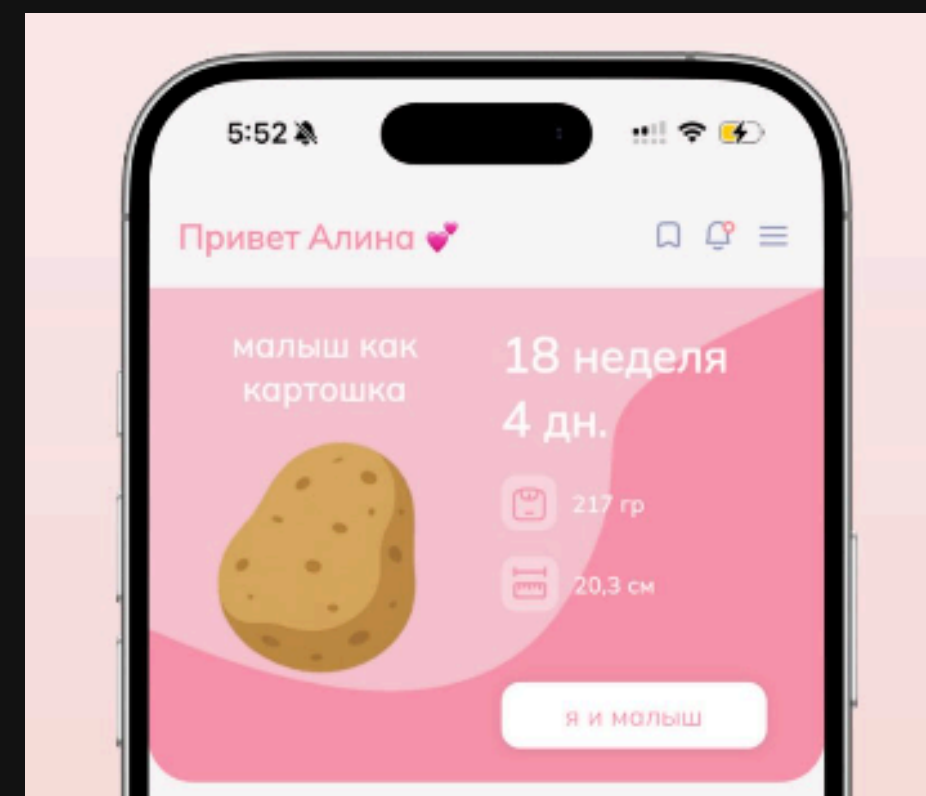 5:52
Привет Алина 💕
малыш как
картошка
18 неделя
4 дн.
217 гр
20,3 см
я и малыш